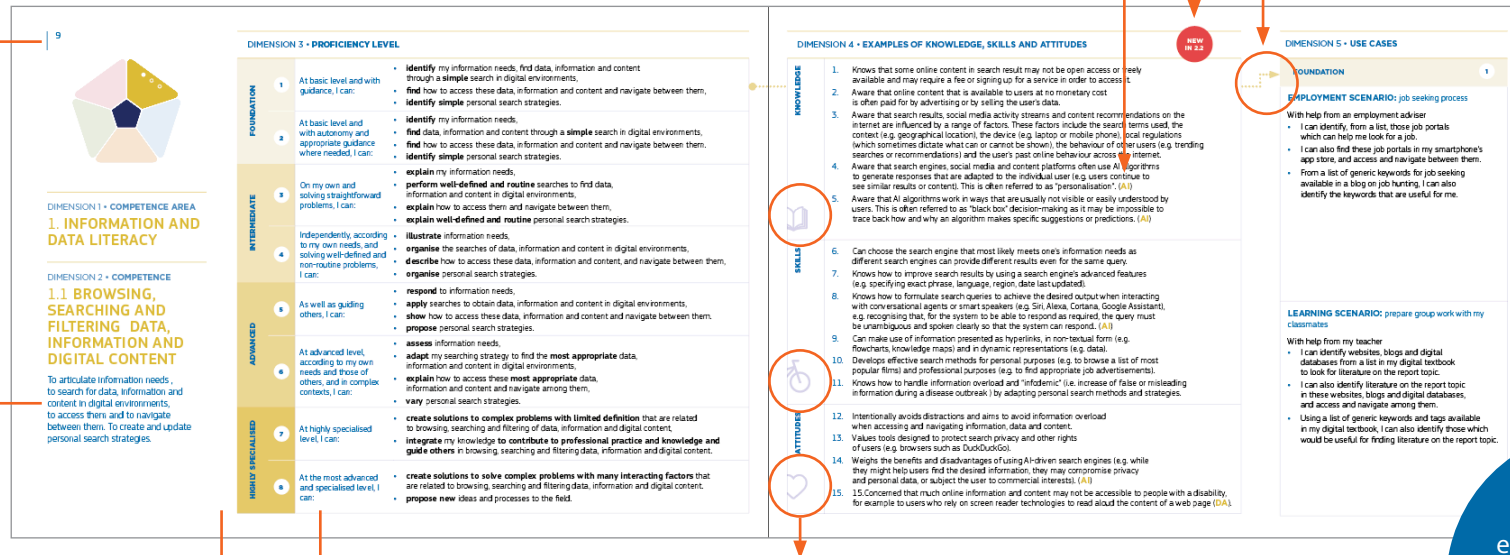 9
DIMENSION 1 • COMPETENCE AREA
1. INFORMATION AND
DATA LITERACY
DIMENSION 2 • COMPETENCE
1.1 BROWSING,
SEARCHING AND
FILTERING DATA,
INFORMATION AND
DIGITAL CONTENT
To articulate information needs ,
to search for data, information and
content in digital environments,
to access them and to navigate
between them. To create and update
personal search strategies.
DIMENSION 3 • PROFICIENCY LEVEL
FOUNDATION
1
At basic level and with
guidance, I can:
• identify my information needs, find data, information and content
through a simple search in digital environments,
• find how to access these data, information and content and navigate between them,
• identify simple personal search strategies.
2
At basic level and
with autonomy and
appropriate guidance
where needed, I can:
• identify my information needs,
• find data, information and content through a simple search in digital environments,
• find how to access these data, information and content and navigate between them,
• identify simple personal search strategies.
INTERMEDIATE
3
On my own and
solving straightforward
problems, I can:
• explain my information needs,
• perform well-defined and routine searches to find data,
information and content in digital environments,
• explain how to access them and navigate between them,
• explain well-defined and routine personal search strategies.
4
Independently, according
to my own needs, and
solving well-defined and
non-routine problems,
I can:
• illustrate information needs,
• organise the searches of data, information and content in digital environments,
• describe how to access these data, information and content, and navigate between them,
• organise personal search strategies.
ADVANCED
5
As well as guiding
others, I can:
• respond to information needs,
• apply searches to obtain data, information and content in digital environments,
• show how to access these data, information and content and navigate between them.
• propose personal search strategies.
6
At advanced level,
according to my own
needs and those of
others, and in complex
contexts, I can:
• assess information needs,
• adapt my searching strategy to find the most appropriate data,
information and content in digital environments,
• explain how to access these most appropriate data,
information and content and navigate among them,
• vary personal search strategies.
HIGHLY SPECIALISED
7
At highly specialised
level, I can:
• create solutions to complex problems with limited definition that are related
to browsing, searching and filtering of data, information and digital content,
• integrate my knowledge to contribute to professional practice and knowledge and
guide others in browsing, searching and filtering data, information and digital content.
8
At the most advanced
and specialised level, I
can:
• create solutions to solve complex problems with many interacting factors that
are related to browsing, searching and filtering data, information and digital content,
• propose new ideas and processes to the field.
DIMENSION 4 • EXAMPLES OF KNOWLEDGE, SKILLS AND ATTITUDES
NEW
IN 2.2
KNOWLEDGE
1. Knows that some online content in search result may not be open access or freely
available and may require a fee or signing up for a service in order to access it.
2. Aware that online content that is available to users at no monetary cost
is often paid for by advertising or by selling the user's data.
3. Aware that search results, social media activity streams and content recommendations on the
internet are influenced by a range of factors. These factors include the search terms used, the
context (e.g. geographical location), the device (e.g. laptop or mobile phone), local regulations
(which sometimes dictate what can or cannot be shown), the behaviour of other users (e.g. trending
searches or recommendations) and the user's past online behaviour across the internet.
4. Aware that search engines, social media and content platforms often use AI algorithms
to generate responses that are adapted to the individual user (e.g. users continue to
see similar results or content). This is often referred to as "personalisation". (AI)
5. Aware that AI algorithms work in ways that are usually not visible or easily understood by
users. This is often referred to as "black box" decision-making as it may be impossible to
trace back how and why an algorithm makes specific suggestions or predictions. (AI)
SKILLS
6. Can choose the search engine that most likely meets one's information needs as
different search engines can provide different results even for the same query.
7. Knows how to improve search results by using a search engine's advanced features
(e.g. specifying exact phrase, language, region, date last updated).
8. Knows how to formulate search queries to achieve the desired output when interacting
with conversational agents or smart speakers (e.g. Siri, Alexa, Cortana, Google Assistant),
e.g. recognising that, for the system to be able to respond as required, the query must
be unambiguous and spoken clearly so that the system can respond. (AI)
9. Can make use of information presented as hyperlinks, in non-textual form (e.g.
flowcharts, knowledge maps) and in dynamic representations (e.g. data).
10. Develops effective search methods for personal purposes (e.g. to browse a list of most
popular films) and professional purposes (e.g. to find appropriate job advertisements).
11. Knows how to handle information overload and "infodemic" (i.e. increase of false or misleading
information during a disease outbreak ) by adapting personal search methods and strategies.
ATTITUDES
12. Intentionally avoids distractions and aims to avoid information overload
when accessing and navigating information, data and content.
13. Values tools designed to protect search privacy and other rights
of users (e.g. browsers such as DuckDuckGo).
14. Weighs the benefits and disadvantages of using AI-driven search engines (e.g. while
they might help users find the desired information, they may compromise privacy
and personal data, or subject the user to commercial interests). (AI)
15. 15.Concerned that much online information and content may not be accessible to people with a disability,
for example to users who rely on screen reader technologies to read aloud the content of a web page (DA).
DIMENSION 5 • USE CASES
FOUNDATION
1
EMPLOYMENT SCENARIO: job seeking process
With help from an employment adviser
• I can identify, from a list, those job portals
which can help me look for a job.
• I can also find these job portals in my smartphone's
app store, and access and navigate between them.
• From a list of generic keywords for job seeking
available in a blog on job hunting, I can also
identify the keywords that are useful for me.
LEARNING SCENARIO: prepare group work with my
classmates
With help from my teacher
• I can identify websites, blogs and digital
databases from a list in my digital textbook
to look for literature on the report topic.
• I can also identify literature on the report topic
in these websites, blogs and digital databases,
and access and navigate among them.
• Using a list of generic keywords and tags available
in my digital textbook, I can also identify those which
would be useful for finding literature on the report topic.
e